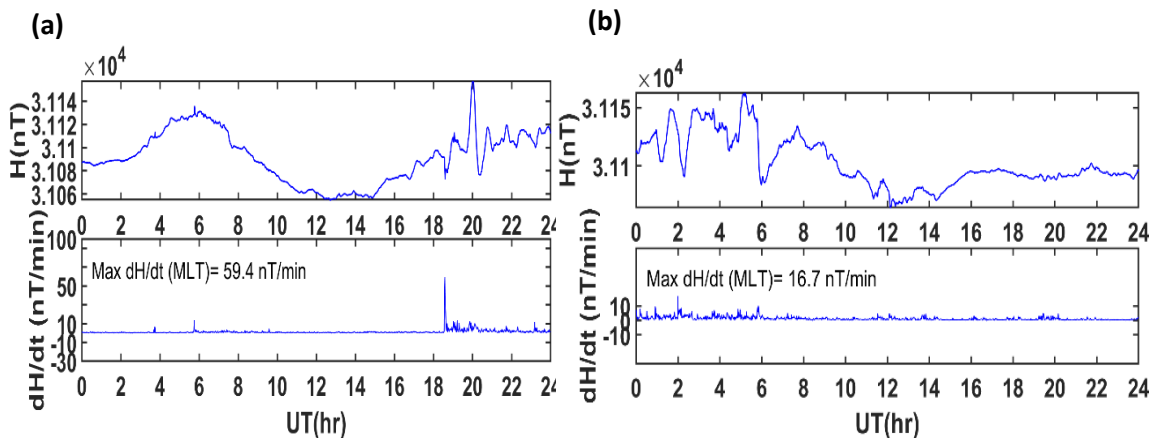 (a)
×10⁴
H(nT)
3.114
3.112
3.11
3.108
3.106
0 2 4 6 8 10 12 14 16 18 20 22 24
dH/dt (nT/min)
100
50
10
-10
-30
Max dH/dt (MLT)= 59.4 nT/min
0 2 4 6 8 10 12 14 16 18 20 22 24
UT(hr)
(b)
×10⁴
H(nT)
3.115
3.11
0 2 4 6 8 10 12 14 16 18 20 22 24
dH/dt (nT/min)
10
-10
Max dH/dt (MLT)= 16.7 nT/min
0 2 4 6 8 10 12 14 16 18 20 22 24
UT(hr)